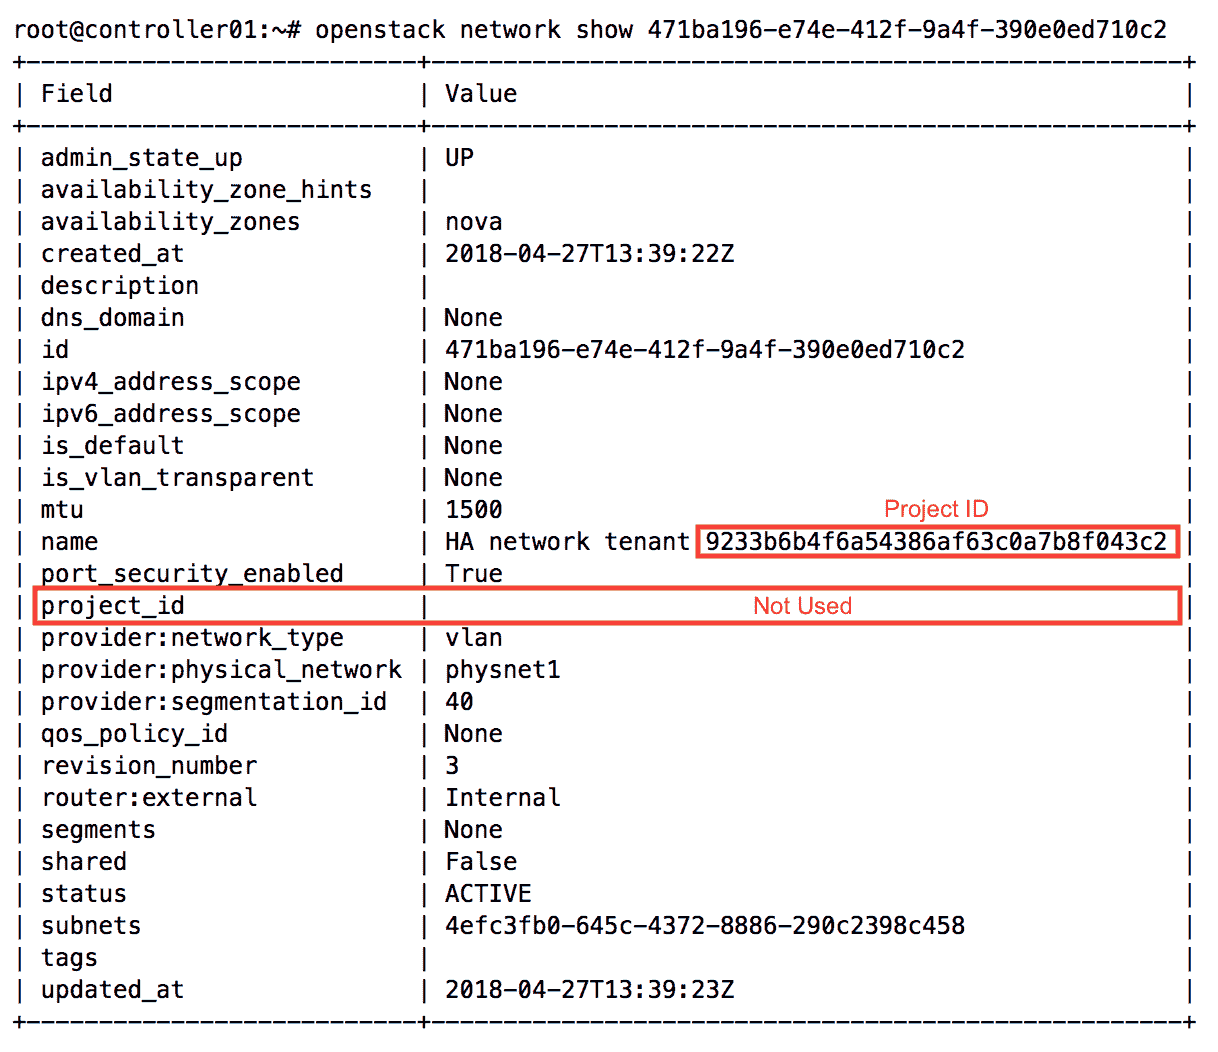 root@controller01:~# openstack network show 471ba196-e74e-412f-9a4f-390e0ed710c2
+---------------------------+----------------------------------------------------+
| Field                     | Value                                              |
+---------------------------+----------------------------------------------------+
| admin_state_up            | UP                                                 |
| availability_zone_hints   |                                                    |
| availability_zones        | nova                                               |
| created_at                | 2018-04-27T13:39:22Z                               |
| description               |                                                    |
| dns_domain                | None                                               |
| id                        | 471ba196-e74e-412f-9a4f-390e0ed710c2               |
| ipv4_address_scope        | None                                               |
| ipv6_address_scope        | None                                               |
| is_default                | None                                               |
| is_vlan_transparent       | None                                               |
| mtu                       | 1500                          Project ID           |
| name                      | HA network tenant 9233b6b4f6a54386af63c0a7b8f043c2 |
| port_security_enabled     | True                                               |
| project_id                |                      Not Used                      |
| provider:network_type     | vlan                                               |
| provider:physical_network | physnet1                                           |
| provider:segmentation_id  | 40                                                 |
| qos_policy_id             | None                                               |
| revision_number           | 3                                                  |
| router:external           | Internal                                           |
| segments                  | None                                               |
| shared                    | False                                              |
| status                    | ACTIVE                                             |
| subnets                   | 4efc3fb0-645c-4372-8886-290c2398c458               |
| tags                      |                                                    |
| updated_at                | 2018-04-27T13:39:23Z                               |
+---------------------------+----------------------------------------------------+